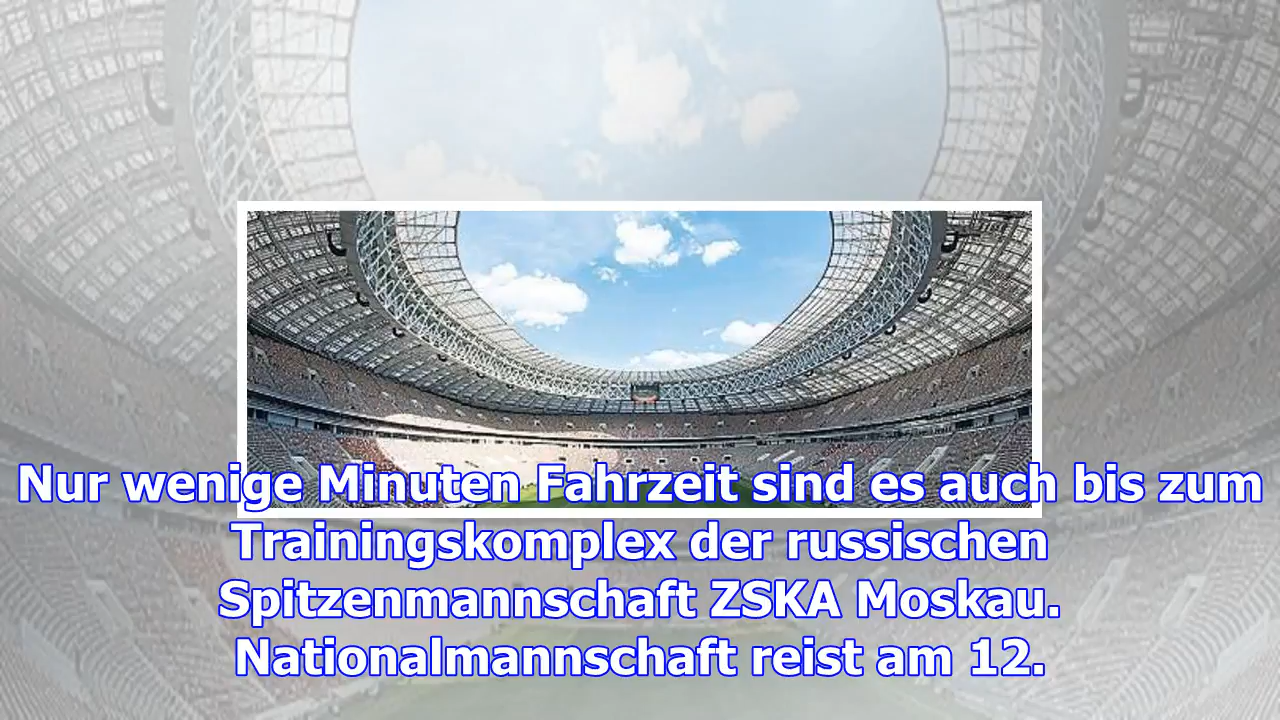 Nur wenige Minuten Fahrzeit sind es auch bis zum
Trainingskomplex der russischen
Spitzenmannschaft ZSKA Moskau.
Nationalmannschaft reist am 12.